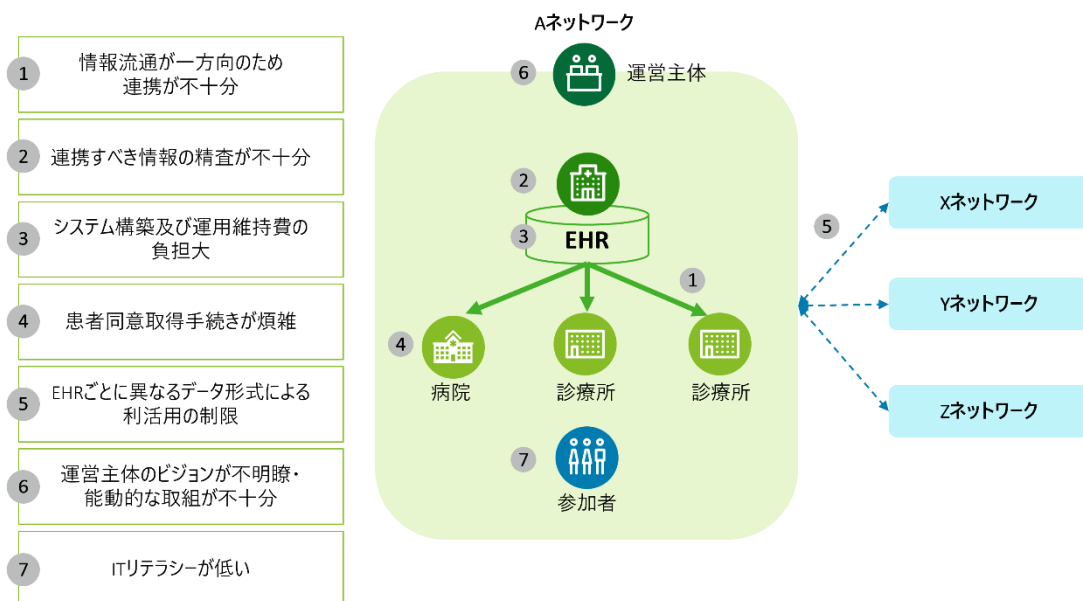 1
情報流通が一方向のため
連携が不十分
2
連携すべき情報の精査が不十分
3
システム構築及び運用維持費の
負担大
4
患者同意取得手続きが煩雑
5
EHRごとに異なるデータ形式による
利活用の制限
6
運営主体のビジョンが不明瞭・
能動的な取組が不十分
7
ITリテラシーが低い
Aネットワーク
6
運営主体
2
3
EHR
1
4
病院
診療所
診療所
7
参加者
5
Xネットワーク
Yネットワーク
Zネットワーク